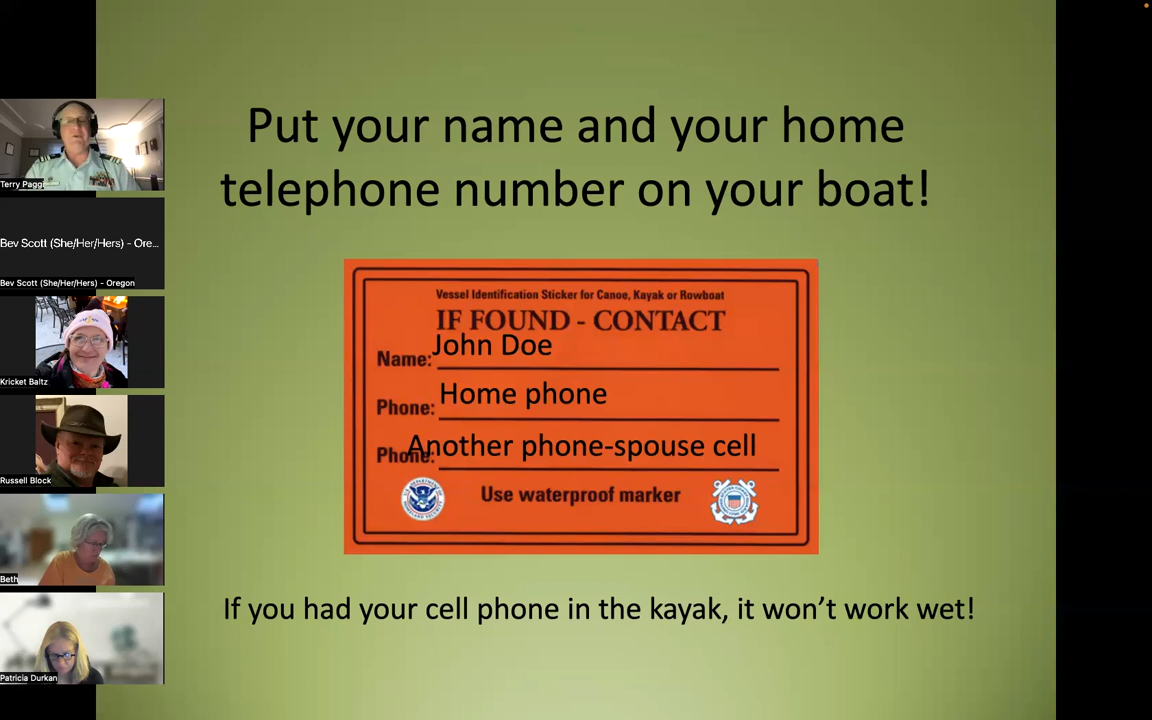 Put your name and your home
telephone number on your boat!
Vessel Identification Sticker for Canoe, Kayak or Rowboat
IF FOUND - CONTACT
Name: John Doe
Phone: Home phone
Phone: Another phone-spouse cell
Use waterproof marker
If you had your cell phone in the kayak, it won't work wet!
Terry Paggi
Bev Scott (She/Her/Hers) - Ore...
Bev Scott (She/Her/Hers) - Oregon
Kricket Baltz
Russell Block
Beth
Patricia Durkan